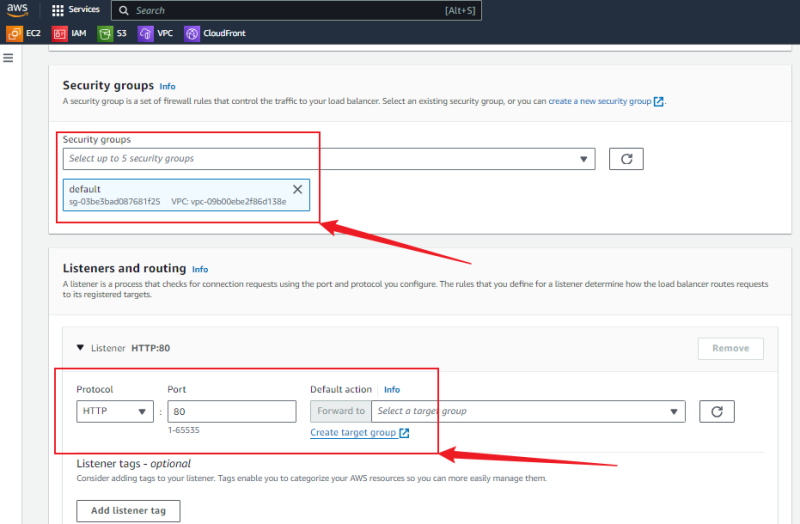 aws
Services
Search
[Alt+S]
EC2
IAM
S3
VPC
CloudFront
Security groups Info
A security group is a set of firewall rules that control the traffic to your load balancer. Select an existing security group, or you can create a new security group.
Security groups
Select up to 5 security groups
default
sg-03be3bad087681f25 VPC: vpc-09b00ebe2f86d138e
Listeners and routing Info
A listener is a process that checks for connection requests using the port and protocol you configure. The rules that you define for a listener determine how the load balancer routes requests
to its registered targets.
Listener HTTP:80
Remove
Protocol Port Default action Info
HTTP : 80 Forward to Select a target group
1-65535 Create target group
Listener tags - optional
Consider adding tags to your listener. Tags enable you to categorize your AWS resources so you can more easily manage them.
Add listener tag